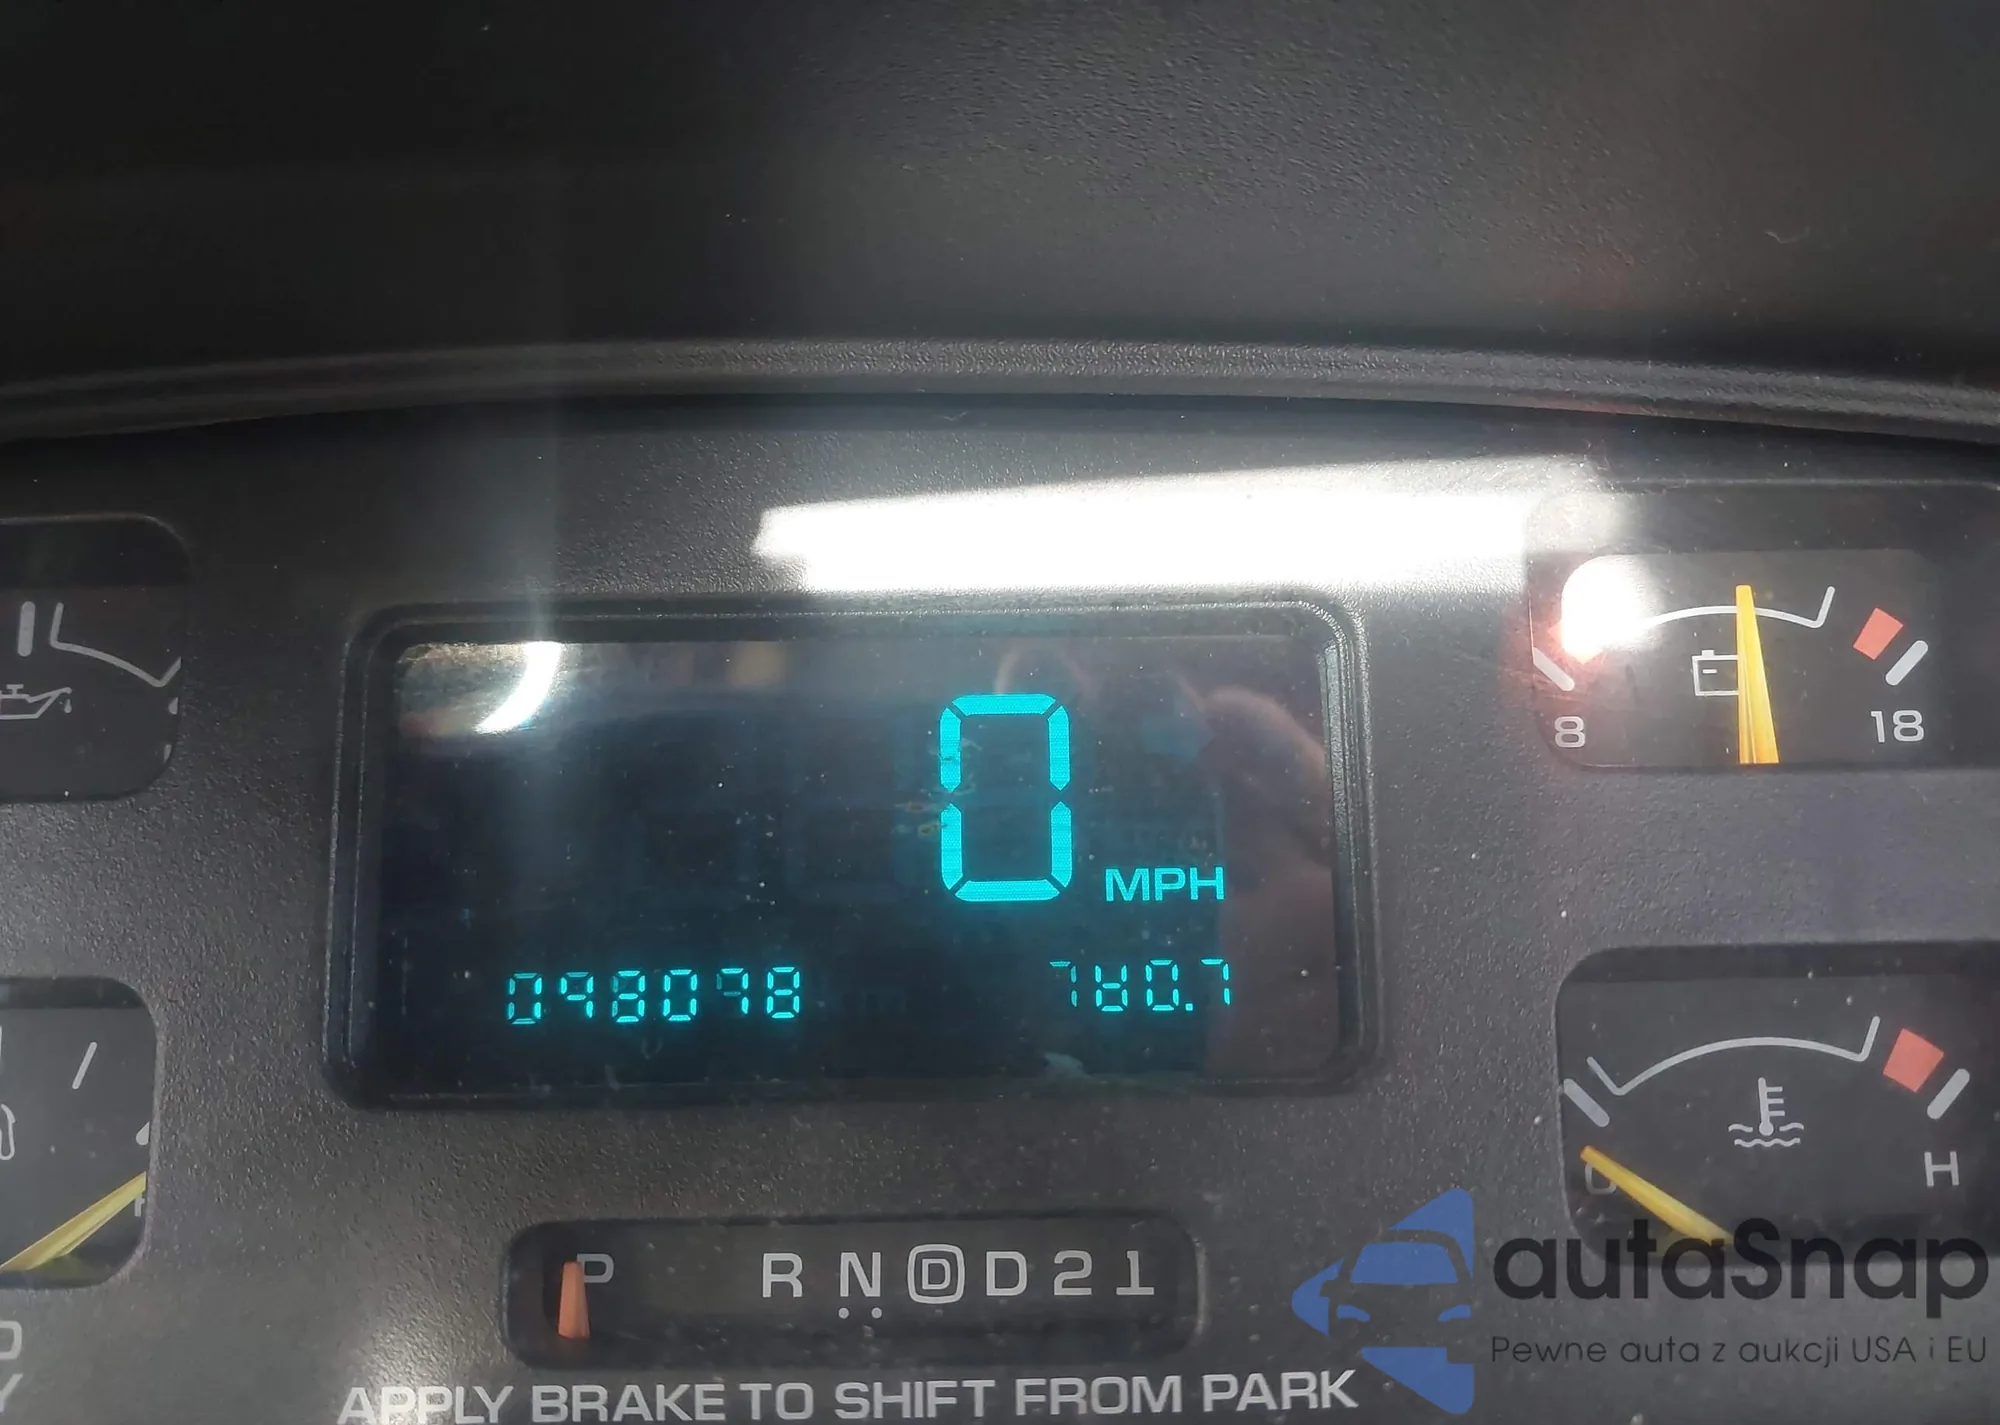 0 MPH
098078 780.7
8 18
C H
P R N D D 2 1
APPLY BRAKE TO SHIFT FROM PARK
autaSnap
Pewne auta z aukcji USA i EU